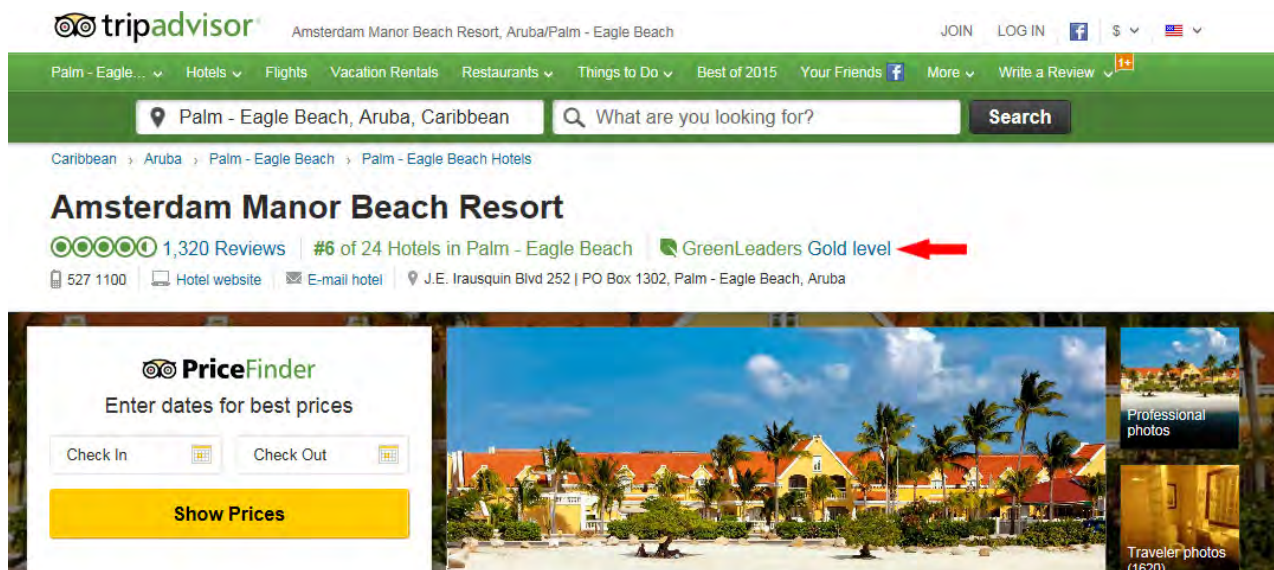 tripadvisor
Amsterdam Manor Beach Resort, Aruba/Palm - Eagle Beach
JOIN LOG IN f $
Palm - Eagle... Hotels Flights Vacation Rentals Restaurants Things to Do Best of 2015 Your Friends f More Write a Review 1+
Palm - Eagle Beach, Aruba, Caribbean What are you looking for? Search
Caribbean › Aruba › Palm - Eagle Beach › Palm - Eagle Beach Hotels
Amsterdam Manor Beach Resort
1,320 Reviews #6 of 24 Hotels in Palm - Eagle Beach GreenLeaders Gold level
527 1100 Hotel website E-mail hotel J.E. Irausquin Blvd 252 | PO Box 1302, Palm - Eagle Beach, Aruba
PriceFinder
Enter dates for best prices
Check In Check Out
Show Prices
Professional
photos
Traveler photos
(1620)